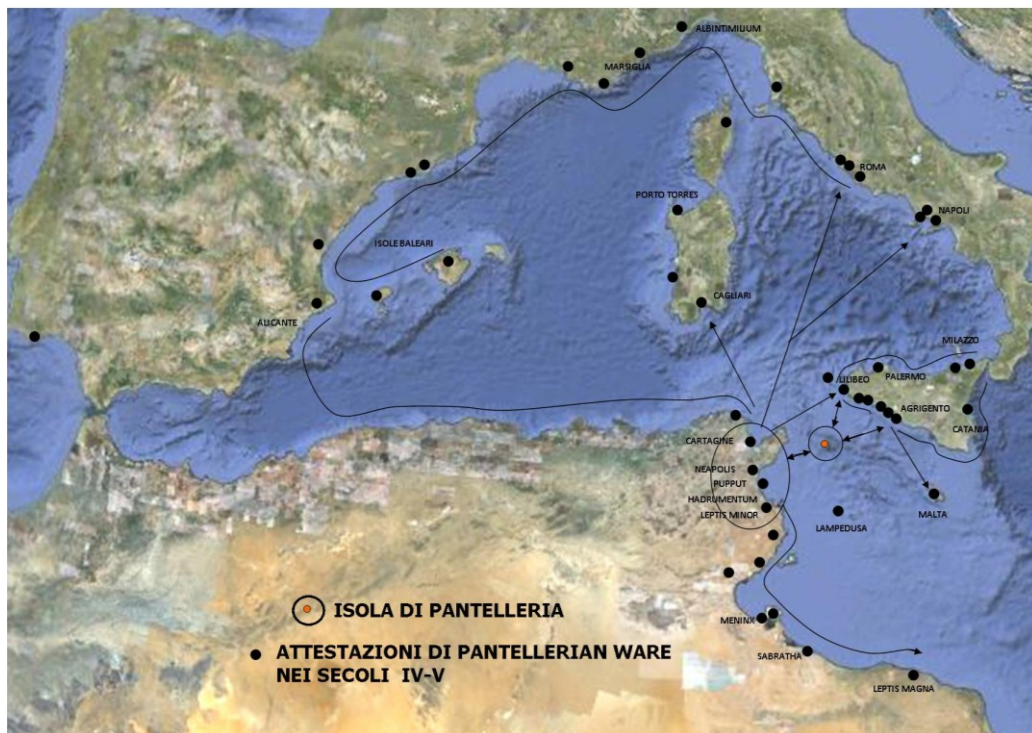 ALBINTIMILIUM
MARSIGLIA
ROMA
PORTO TORRES
NAPOLI
ISOLE BALEARI
CAGLIARI
ALICANTE
MILAZZO
LILIBEO
PALERMO
AGRIGENTO
CATANIA
CARTAGINE
NEAPOLIS
PUPPUT
HADRUMENTUM
LEPTIS MINOR
MALTA
LAMPEDUSA
ISOLA DI PANTELLERIA
MENINX
ATTESTAZIONI DI PANTELLERIAN WARE
NEI SECOLI IV-V
SABRATHA
LEPTIS MAGNA